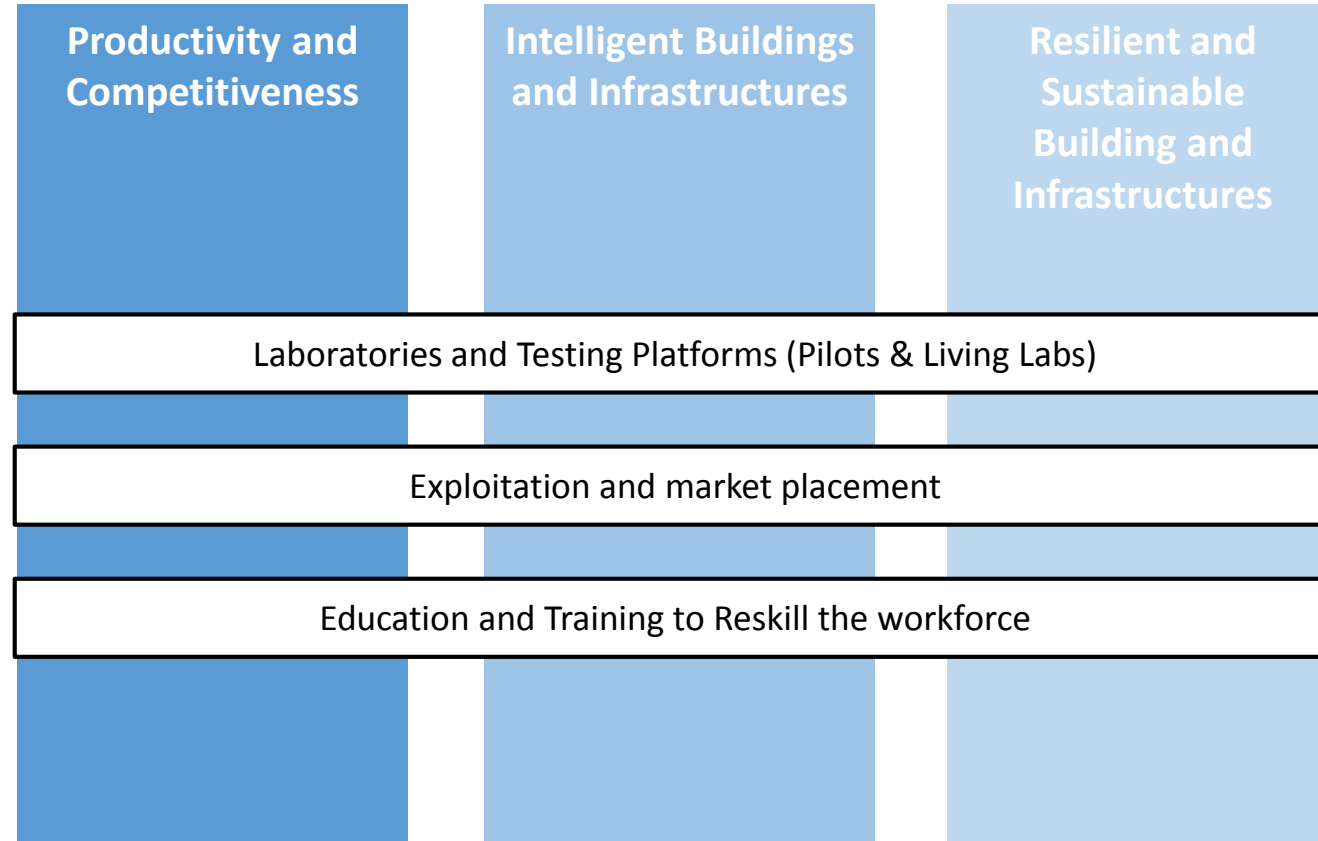 Productivity and
Competitiveness
Intelligent Buildings
and Infrastructures
Resilient and
Sustainable
Building and
Infrastructures
Laboratories and Testing Platforms (Pilots & Living Labs)
Exploitation and market placement
Education and Training to Reskill the workforce